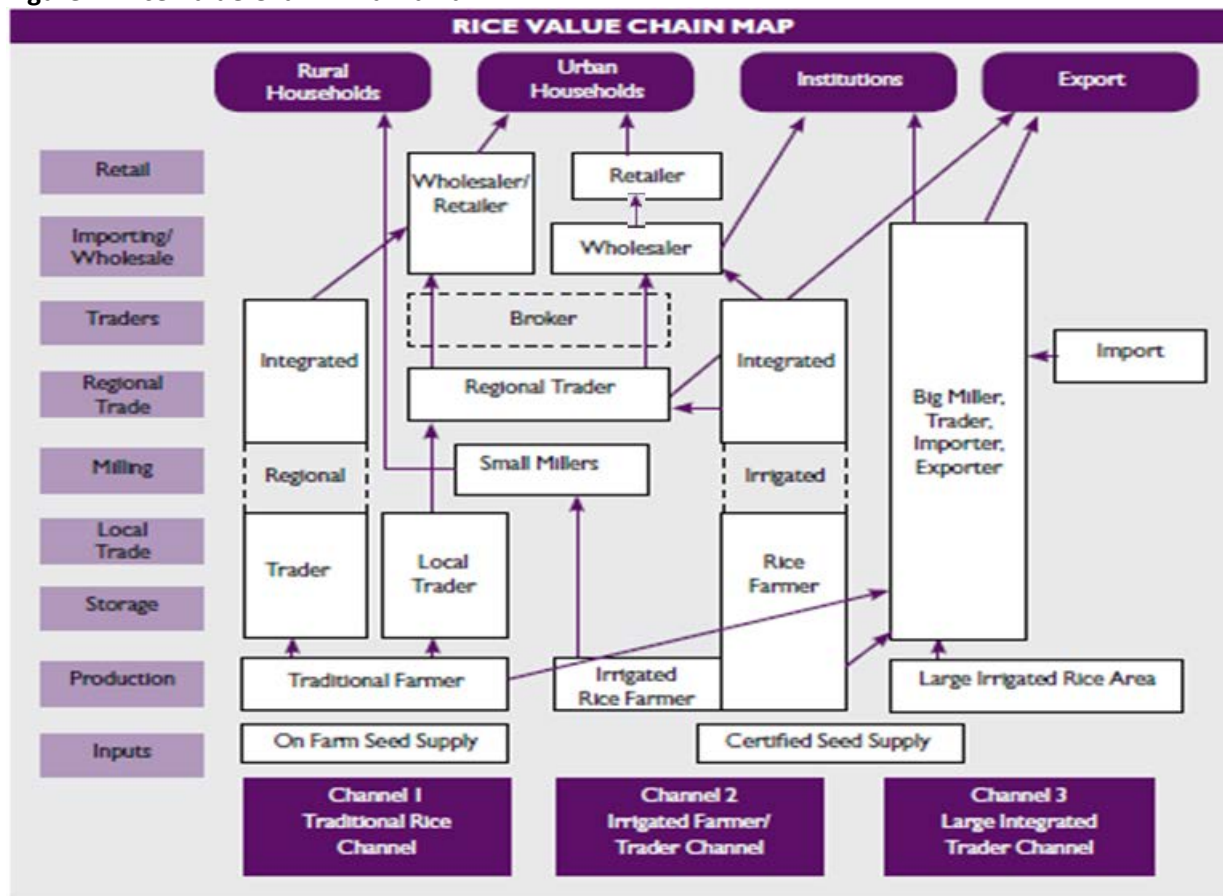 RICE VALUE CHAIN MAP
Rural
Households
Urban
Households
Institutions
Export
Retail
Wholesaler/
Retailer
Retailer
Importing/
Wholesale
Wholesaler
Traders
Integrated
Broker
Integrated
Import
Regional
Trade
Regional Trader
Big Miller,
Trader,
Importer,
Exporter
Milling
Regional
Small Millers
Irrigated
Local
Trade
Trader
Local
Trader
Rice
Farmer
Storage
Production
Traditional Farmer
Irrigated
Rice Farmer
Large Irrigated Rice Area
Inputs
On Farm Seed Supply
Certified Seed Supply
Channel 1
Traditional Rice
Channel
Channel 2
Irrigated Farmer/
Trader Channel
Channel 3
Large Integrated
Trader Channel